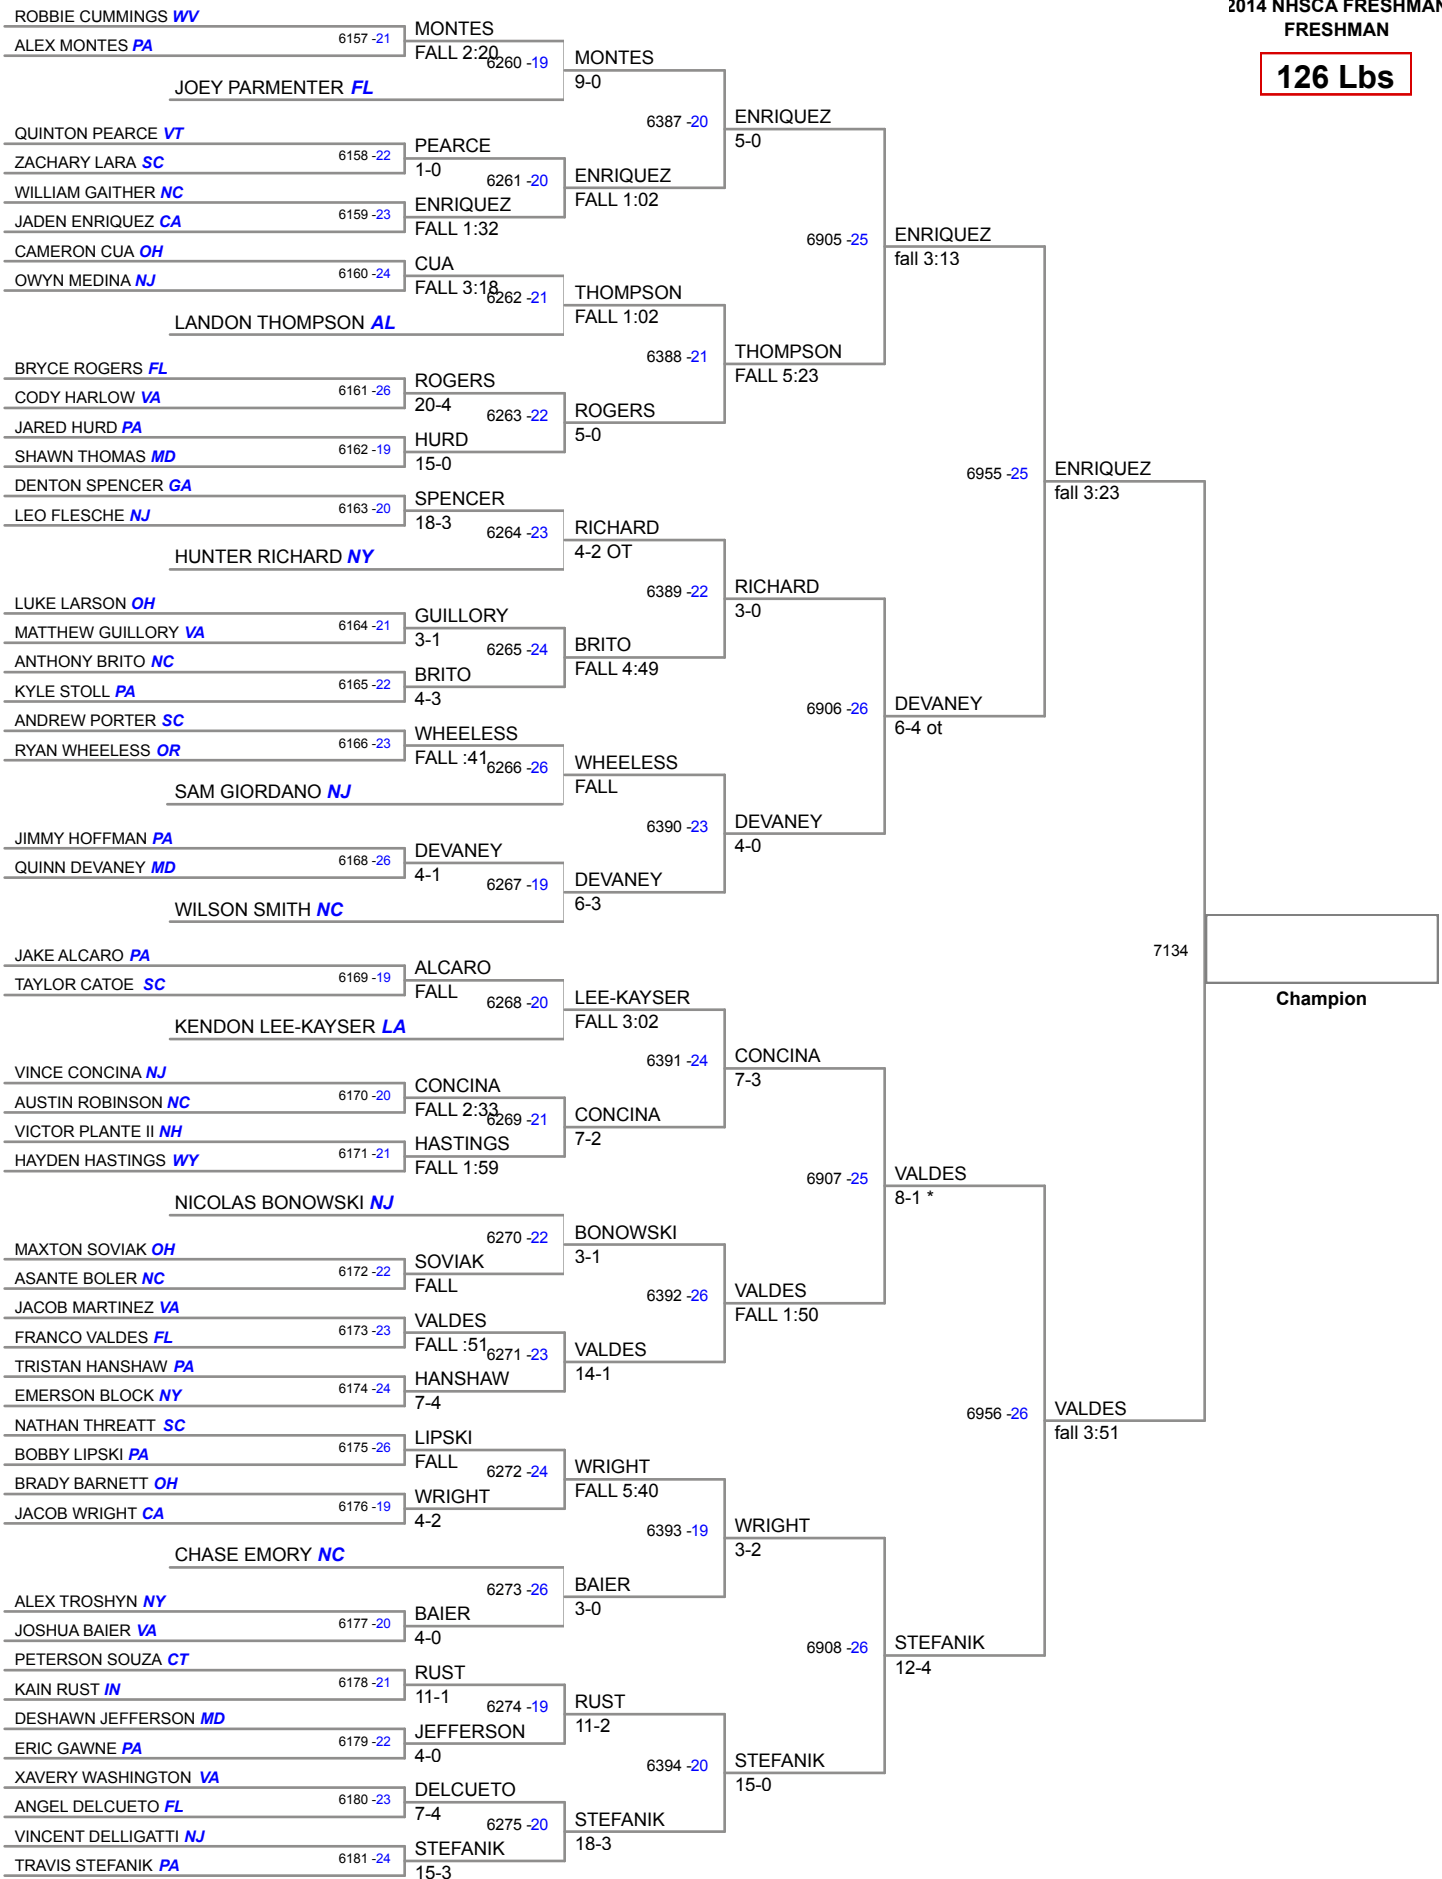 2014 NHSCA FRESHMAN
FRESHMAN
126 Lbs
ROBBIE CUMMINGS WV
ALEX MONTES PA
JOEY PARMENTER FL
QUINTON PEARCE VT
ZACHARY LARA SC
WILLIAM GAITHER NC
JADEN ENRIQUEZ CA
CAMERON CUA OH
OWYN MEDINA NJ
LANDON THOMPSON AL
BRYCE ROGERS FL
CODY HARLOW VA
JARED HURD PA
SHAWN THOMAS MD
DENTON SPENCER GA
LEO FLESCHE NJ
HUNTER RICHARD NY
LUKE LARSON OH
MATTHEW GUILLORY VA
ANTHONY BRITO NC
KYLE STOLL PA
ANDREW PORTER SC
RYAN WHEELESS OR
SAM GIORDANO NJ
JIMMY HOFFMAN PA
QUINN DEVANEY MD
WILSON SMITH NC
JAKE ALCARO PA
TAYLOR CATOE SC
KENDON LEE-KAYSER LA
VINCE CONCINA NJ
AUSTIN ROBINSON NC
VICTOR PLANTE II NH
HAYDEN HASTINGS WY
NICOLAS BONOWSKI NJ
MAXTON SOVIAK OH
ASANTE BOLER NC
JACOB MARTINEZ VA
FRANCO VALDES FL
TRISTAN HANSHAW PA
EMERSON BLOCK NY
NATHAN THREATT SC
BOBBY LIPSKI PA
BRADY BARNETT OH
JACOB WRIGHT CA
CHASE EMORY NC
ALEX TROSHYN NY
JOSHUA BAIER VA
PETERSON SOUZA CT
KAIN RUST IN
DESHAWN JEFFERSON MD
ERIC GAWNE PA
XAVERY WASHINGTON VA
ANGEL DELCUETO FL
VINCENT DELLIGATTI NJ
TRAVIS STEFANIK PA
6157 -21
MONTES
FALL 2:20
6158 -22
PEARCE
1-0
6159 -23
ENRIQUEZ
FALL 1:32
6160 -24
CUA
FALL 3:18
6161 -26
ROGERS
20-4
6162 -19
HURD
15-0
6163 -20
SPENCER
18-3
6164 -21
GUILLORY
3-1
6165 -22
BRITO
4-3
6166 -23
WHEELESS
FALL :41
6168 -26
DEVANEY
4-1
6169 -19
ALCARO
FALL
6170 -20
CONCINA
FALL 2:33
6171 -21
HASTINGS
FALL 1:59
6172 -22
SOVIAK
FALL
6173 -23
VALDES
FALL :51
6174 -24
HANSHAW
7-4
6175 -26
LIPSKI
FALL
6176 -19
WRIGHT
4-2
6177 -20
BAIER
4-0
6178 -21
RUST
11-1
6179 -22
JEFFERSON
4-0
6180 -23
DELCUETO
7-4
6181 -24
STEFANIK
15-3
6260 -19
MONTES
9-0
6261 -20
ENRIQUEZ
FALL 1:02
6262 -21
THOMPSON
FALL 1:02
6263 -22
ROGERS
5-0
6264 -23
RICHARD
4-2 OT
6265 -24
BRITO
FALL 4:49
6266 -26
WHEELESS
FALL
6267 -19
DEVANEY
6-3
6268 -20
LEE-KAYSER
FALL 3:02
6269 -21
CONCINA
7-2
6270 -22
BONOWSKI
3-1
6271 -23
VALDES
14-1
6272 -24
WRIGHT
FALL 5:40
6273 -26
BAIER
3-0
6274 -19
RUST
11-2
6275 -20
STEFANIK
18-3
6387 -20
ENRIQUEZ
5-0
6388 -21
THOMPSON
FALL 5:23
6389 -22
RICHARD
3-0
6390 -23
DEVANEY
4-0
6391 -24
CONCINA
7-3
6392 -26
VALDES
FALL 1:50
6393 -19
WRIGHT
3-2
6394 -20
STEFANIK
15-0
6905 -25
ENRIQUEZ
fall 3:13
6906 -26
DEVANEY
6-4 ot
6907 -25
VALDES
8-1 *
6908 -26
STEFANIK
12-4
6955 -25
ENRIQUEZ
fall 3:23
6956 -26
VALDES
fall 3:51
7134
Champion